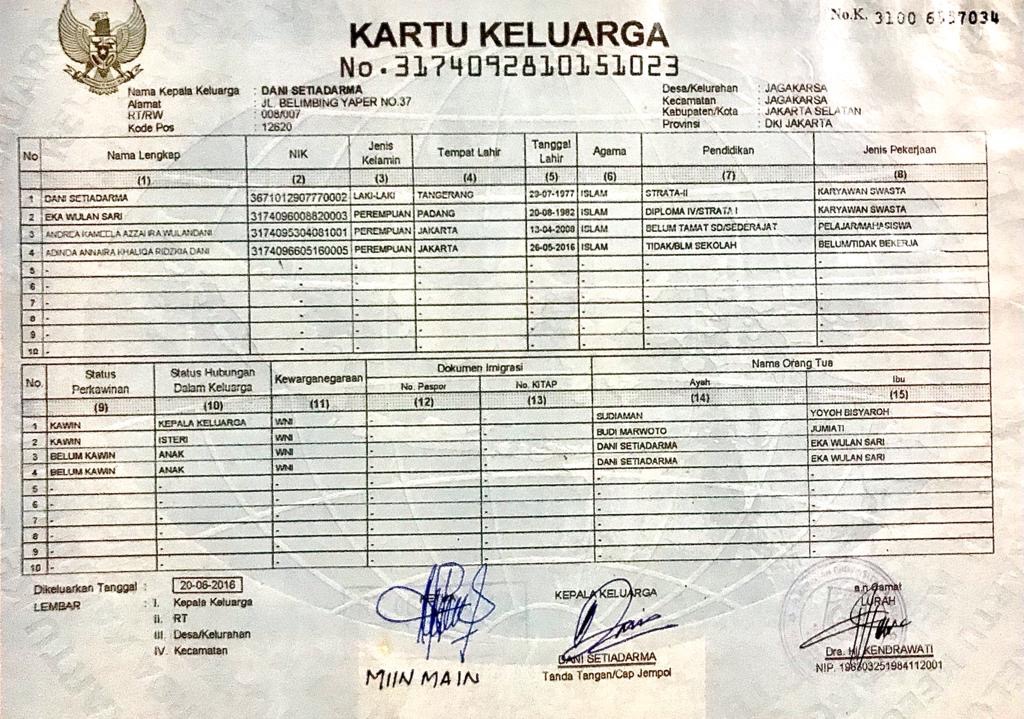 No.K. 3100 6 7034
KARTU KELUARGA
No.3174092810151023
Nama Kepala Keluarga : DANI SETIADARMA
Alamat : JL. BELIMBING YAPER NO.37
RT/RW : 008/007
Kode Pos : 12620
Desa/Kelurahan : JAGAKARSA
Kecamatan : JAGAKARSA
Kabupaten/Kota : JAKARTA SELATAN
Provinsi : DKI JAKARTA
No Nama Lengkap NIK Jenis Kelamin Tempat Lahir Tanggal Lahir Agama Pendidikan Jenis Pekerjaan
(1) (2) (3) (4) (5) (6) (7) (8)
1 DANI SETIADARMA 3671012907770002 LAKI-LAKI TANGERANG 29-07-1977 ISLAM STRATA-II KARYAWAN SWASTA
2 EKA WULAN SARI 3174096008820003 PEREMPUAN PADANG 20-08-1982 ISLAM DIPLOMA IV/STRATA I KARYAWAN SWASTA
3 ANDREA KAMEELA AZZAIRA WULANDANI 3174095304081001 PEREMPUAN JAKARTA 13-04-2008 ISLAM BELUM TAMAT SD/SEDERAJAT PELAJAR/MAHASISWA
4 ADINDA ANNAIRA KHALIQA RIDZKIA DANI 3174096605160005 PEREMPUAN JAKARTA 26-05-2016 ISLAM TIDAK/BLM SEKOLAH BELUM/TIDAK BEKERJA
5 - - - - - - - -
6 - - - - - - - -
7 - - - - - - - -
8 - - - - - - - -
9 - - - - - - - -
10 - - - - - - - -
No. Status Perkawinan Status Hubungan Dalam Keluarga Kewarganegaraan Dokumen Imigrasi Nama Orang Tua
No. Paspor No. KITAP Ayah Ibu
(9) (10) (11) (12) (13) (14) (15)
1 KAWIN KEPALA KELUARGA WNI - - SUDIAMAN YOYOH BISYAROH
2 KAWIN ISTERI WNI - - BUDI MARWOTO JUMIATI
3 BELUM KAWIN ANAK WNI - - DANI SETIADARMA EKA WULAN SARI
4 BELUM KAWIN ANAK WNI - - DANI SETIADARMA EKA WULAN SARI
5 - - - - - - -
6 - - - - - - -
7 - - - - - - -
8 - - - - - - -
9 - - - - - - -
10 - - - - - - -
Dikeluarkan Tanggal : 20-06-2016
LEMBAR : I. Kepala Keluarga
II. RT
III. Desa/Kelurahan
IV. Kecamatan
MIIN MAIN
KEPALA KELUARGA
DANI SETIADARMA
Tanda Tangan/Cap Jempol
a.n Camat
LURAH
Dra. Hj. KENDRAWATI
NIP. 196803251984112001